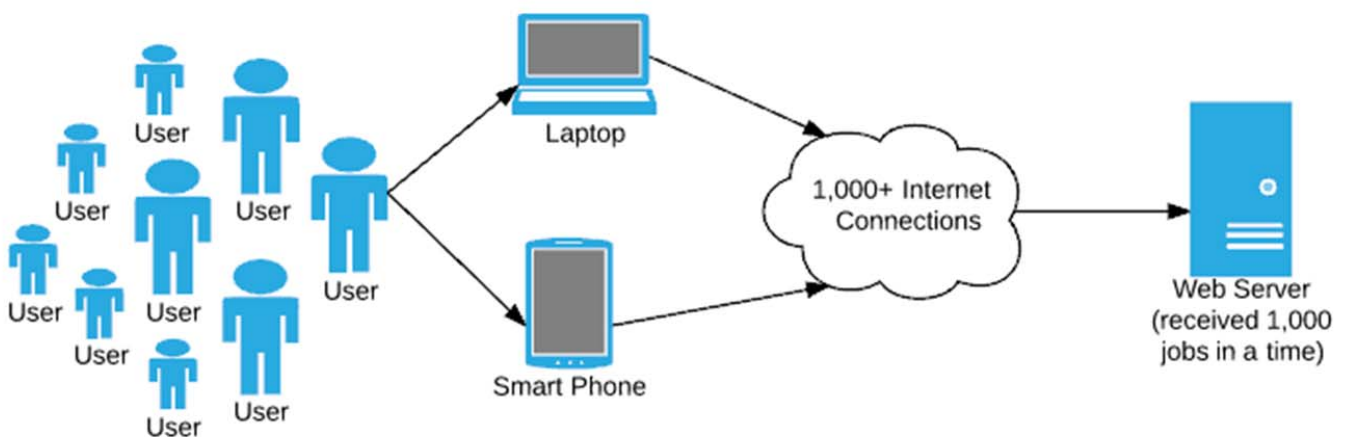 User
User
User
User
User
User
User
User
User
Laptop
Smart Phone
1,000+ Internet
Connections
Web Server
(received 1,000
jobs in a time)